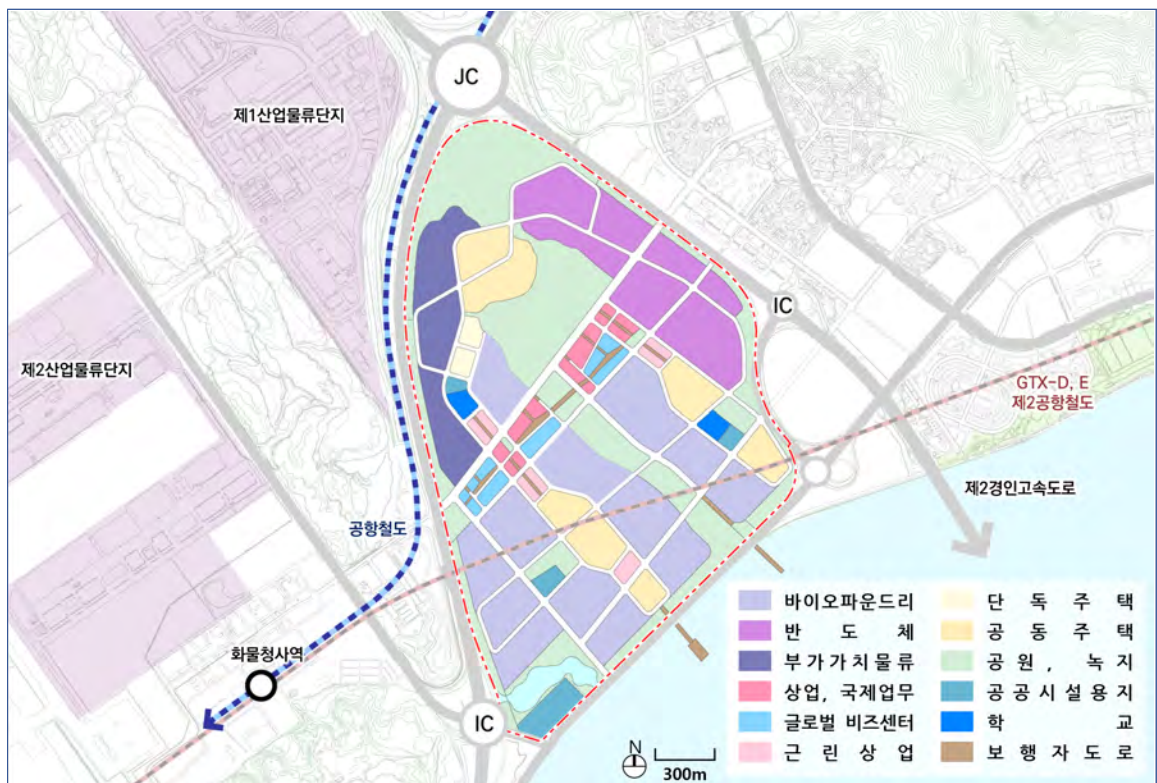 JC
제1산업물류단지
IC
제2산업물류단지
GTX-D, E
제2공항철도
제2경인고속도로
공항철도
화물청사역
IC
바이오파운드리
반 도 체
부가가치물류
상업, 국제업무
글로벌 비즈센터
근 린 상 업
단 독 주 택
공 동 주 택
공 원 , 녹 지
공공시설용지
학 교
보 행 자 도 로
N
300m